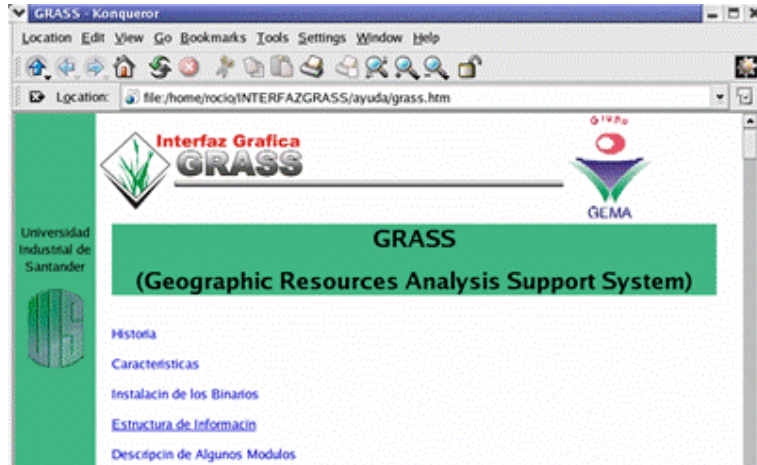 GRASS - Konqueror
Location Edit View Go Bookmarks Tools Settings Window Help
Location: file:/home/rocio/INTERFAZGRASS/ayuda/grass.htm
Interfaz Grafica
GRASS
Grupo
GEMA
Universidad
Industrial de
Santander
UIS
GRASS
(Geographic Resources Analysis Support System)
Historia
Caracteristicas
Instalacin de los Binarios
Estructura de Informacin
Descripcin de Algunos Modulos